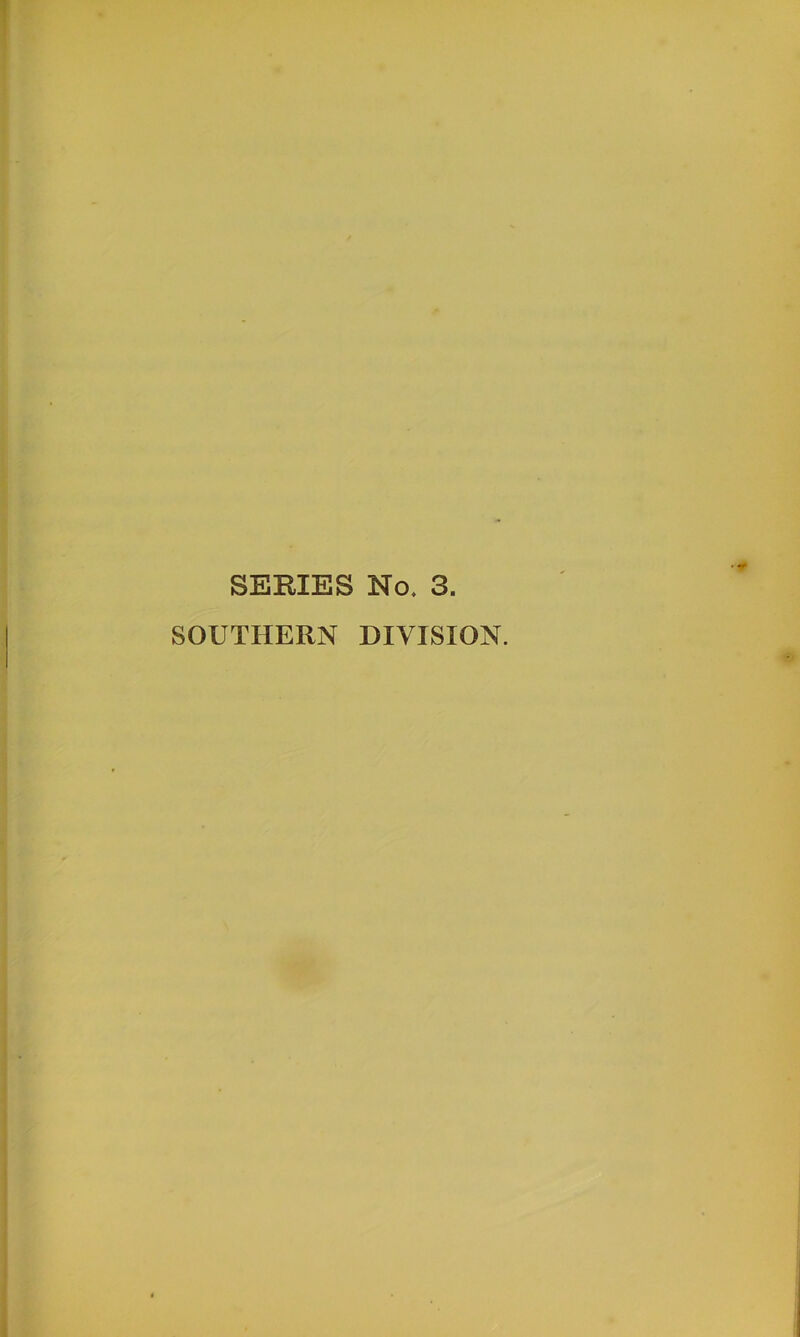 SERIES No. 3.
SOUTHERN DIVISION.